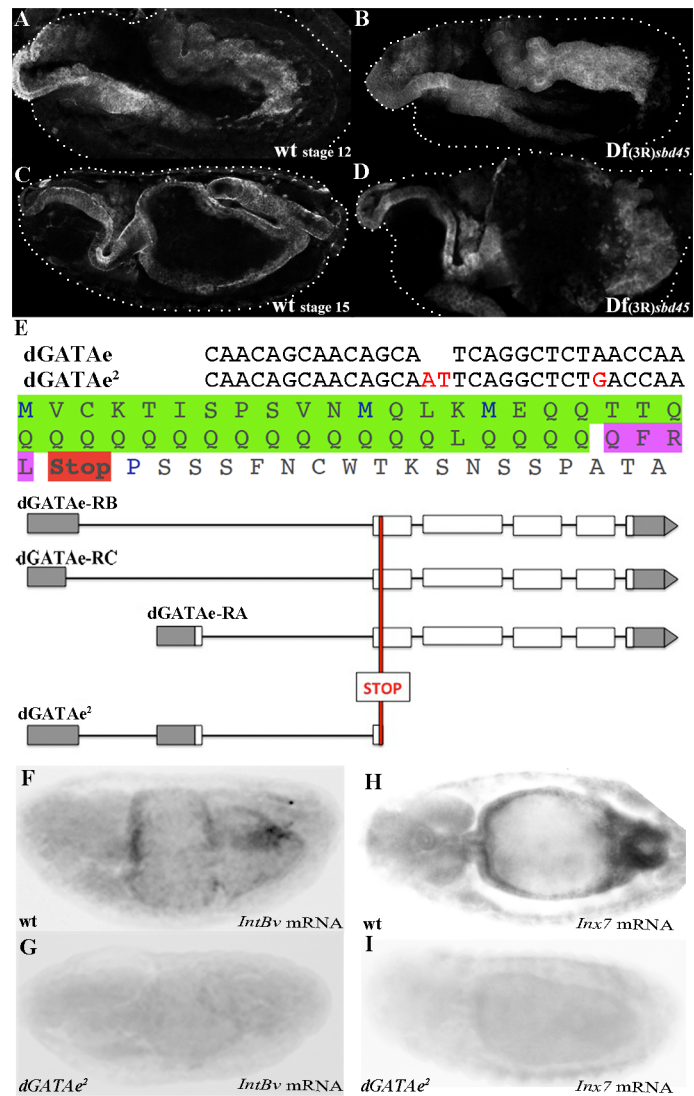 A
B
wt stage 12
Df(3R)sbd45
C
D
wt stage 15
Df(3R)sbd45
E
dGATAe CAACAGCAACAGCA TCAGGCTCTAACCAA
dGATAe² CAACAGCAACAGCAATTCAGGCTCTGACCAA
M V C K T I S P S V N M Q L K M E Q Q T T Q
Q Q Q Q Q Q Q Q Q Q Q Q Q Q L Q Q Q Q Q F R
L Stop P S S S F N C W T K S N S S P A T A
dGATAe-RB
dGATAe-RC
dGATAe-RA
STOP
dGATAe²
F
H
wt IntBv mRNA
wt Inx7 mRNA
G
I
dGATAe² IntBv mRNA
dGATAe² Inx7 mRNA